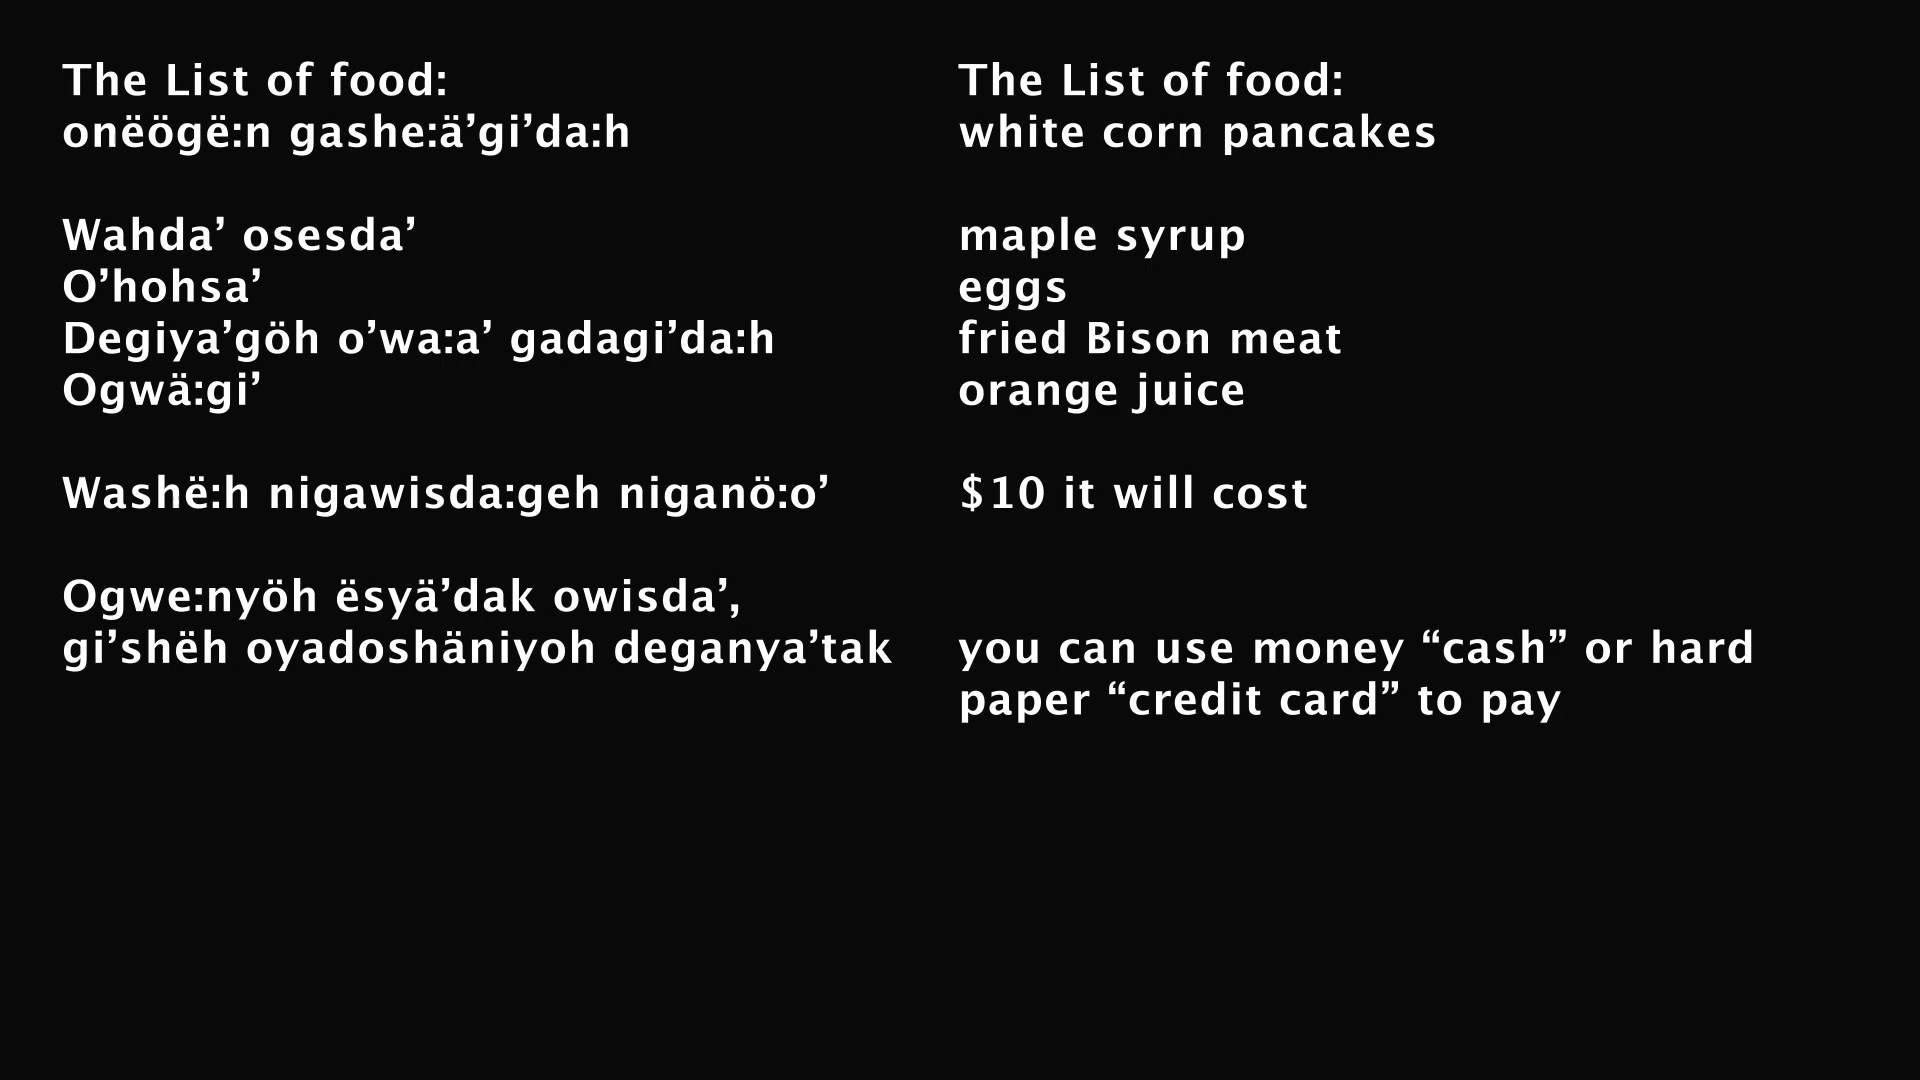 The List of food:
onëögë:n gashe:ä’gi’da:h
Wahda’ osesda’
O’hohsa’
Degiya’göh o’wa:a’ gadagi’da:h
Ogwä:gi’
Washë:h nigawisda:geh niganö:o’
Ogwe:nyöh ësyä’dak owisda’,
gi’shëh oyadoshäniyoh deganya’tak
The List of food:
white corn pancakes
maple syrup
eggs
fried Bison meat
orange juice
$10 it will cost
you can use money “cash” or hard
paper “credit card” to pay